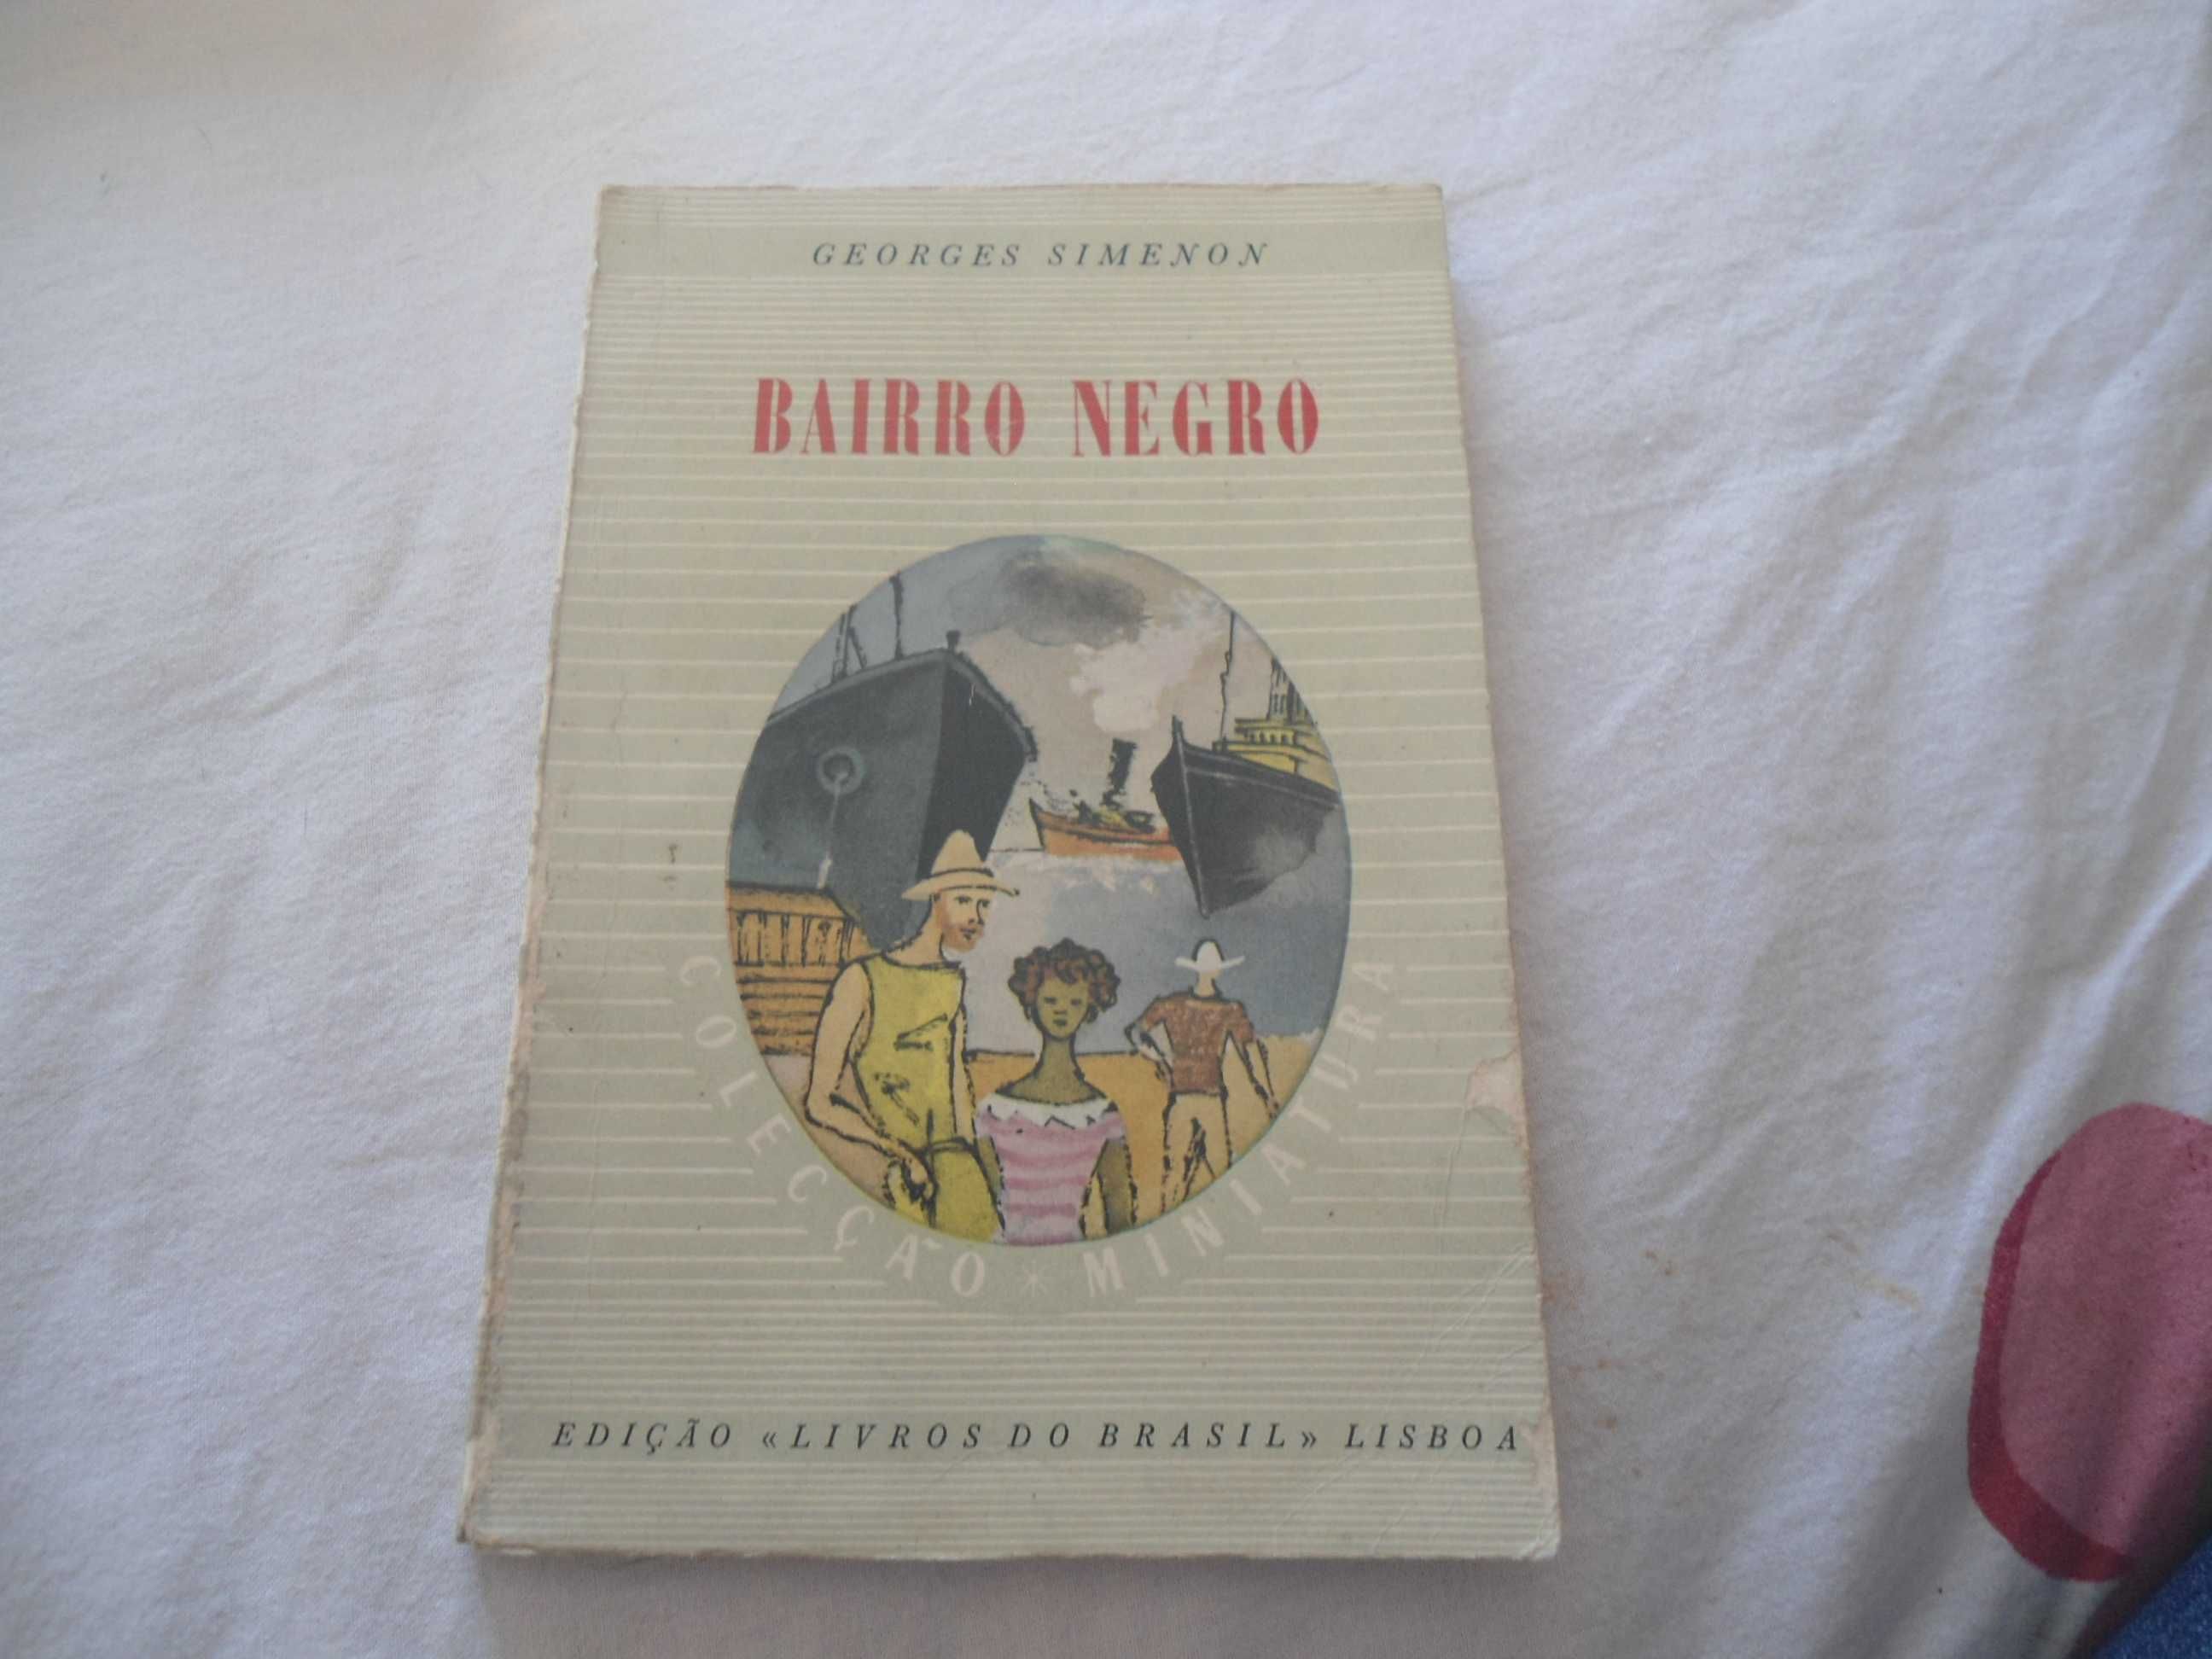 GEORGES SIMENON
BAIRRO NEGRO
COLECÇÃO * MINIATURA
EDIÇÃO «LIVROS DO BRASIL» LISBOA